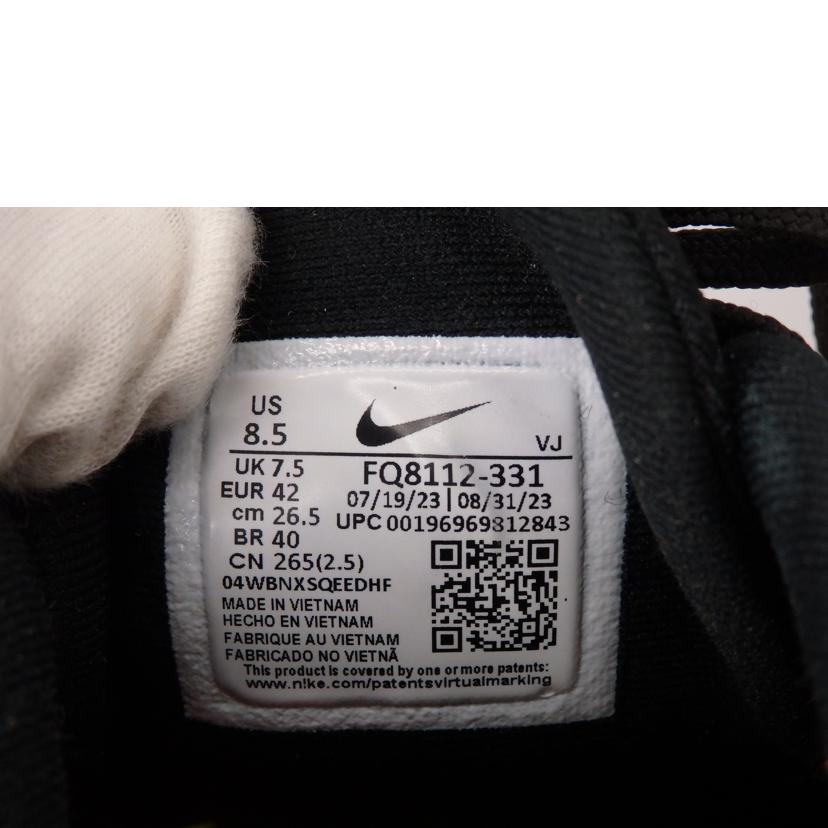 US
8.5
VJ
UK 7.5
FQ8112-331
EUR 42
07/19/23 | 08/31/23
cm 26.5
UPC 00196969812843
BR 40
CN 265(2.5)
04WBNXSQEEDHF
MADE IN VIETNAM
HECHO EN VIETNAM
FABRIQUE AU VIETNAM
FABRICADO NO VIETNÃ
This product is covered by one or more patents:
www.nike.com/patentsvirtualmarking